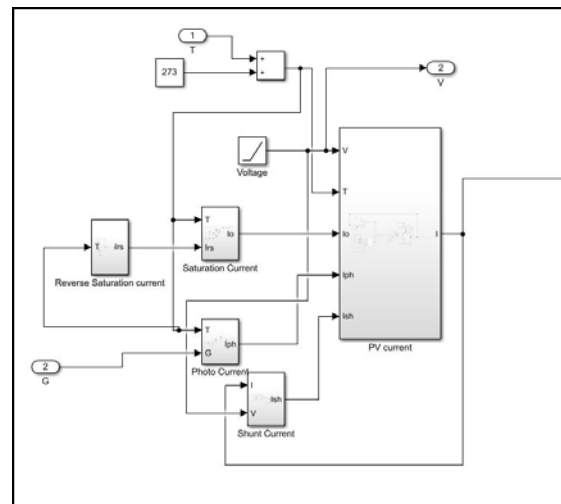 1
T
273
+
+
2
V
Voltage
V
T
Io
Iph
Ish
I
PV current
T
Irs
Io
Saturation Current
T
Irs
Reverse Saturation current
T
G
Iph
Photo Current
2
G
I
V
Ish
Shunt Current